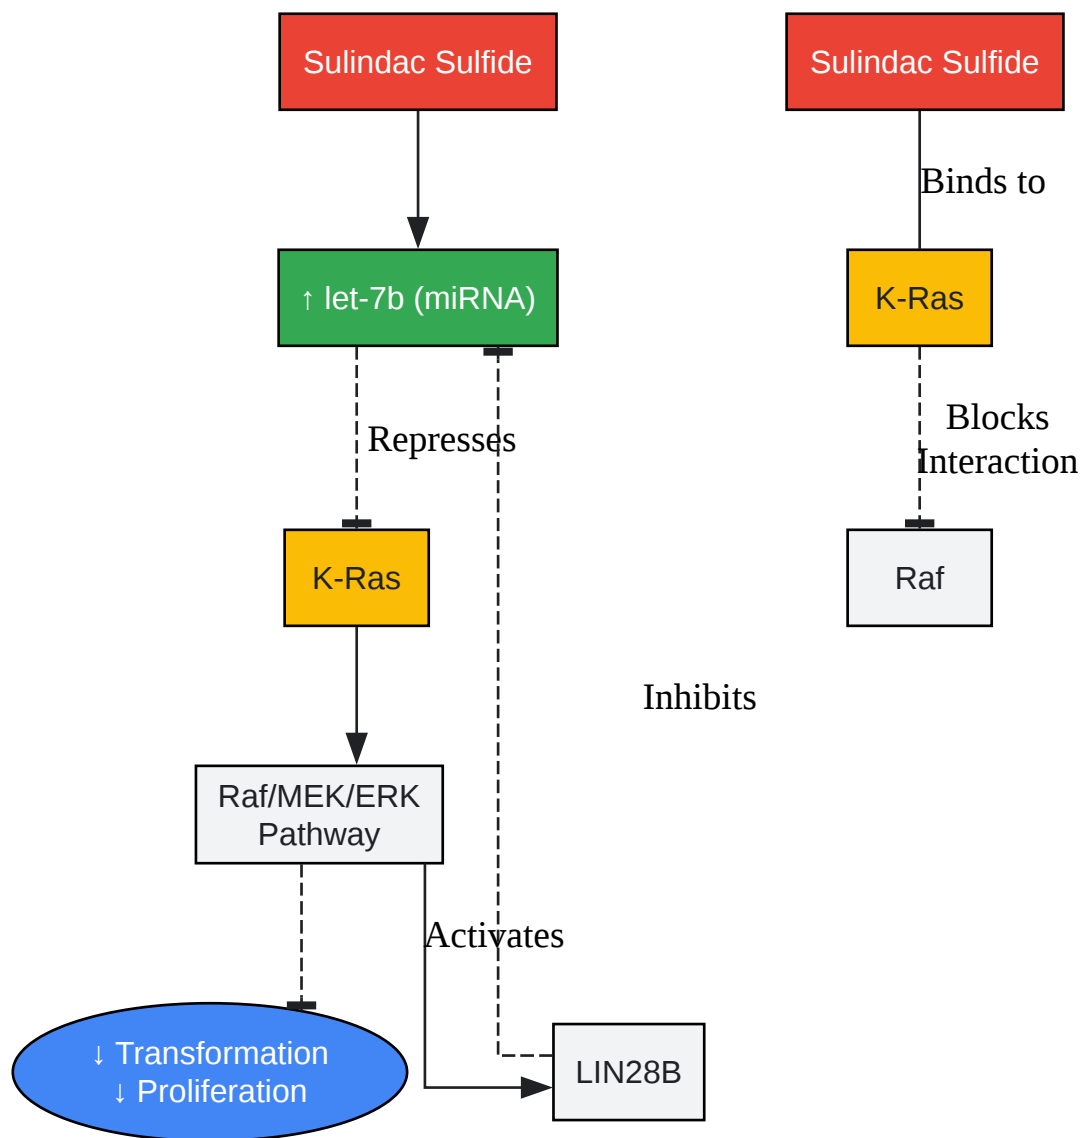 Sulindac Sulfide
Sulindac Sulfide
Binds to
↑ let-7b (miRNA)
K-Ras
Represses
Blocks
Interaction
K-Ras
Raf
Inhibits
Raf/MEK/ERK
Pathway
Activates
↓ Transformation
↓ Proliferation
LIN28B